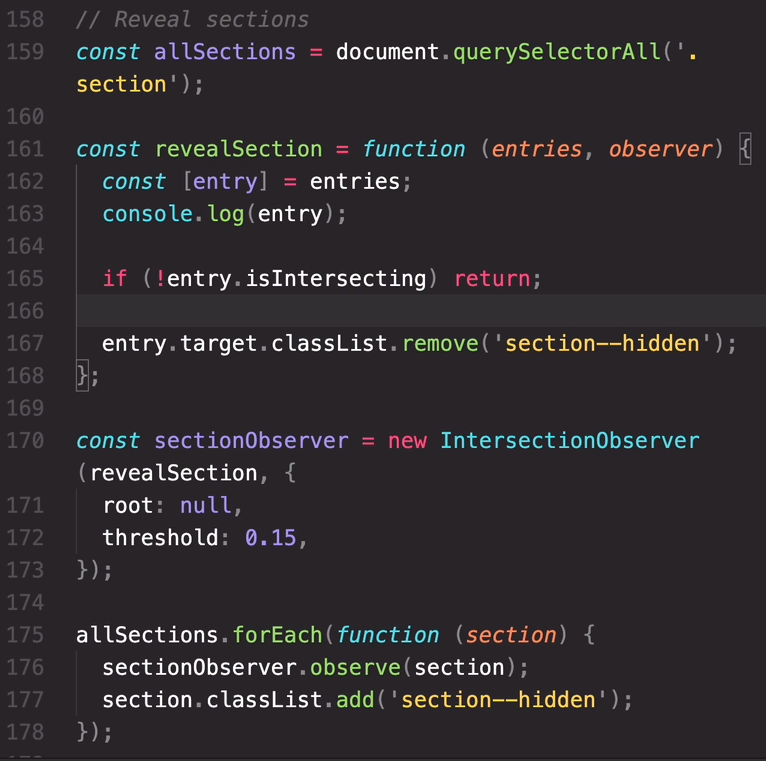 158 // Reveal sections
159 const allSections = document.querySelectorAll('.
section');
160
161 const revealSection = function (entries, observer) {
162 const [entry] = entries;
163 console.log(entry);
164
165 if (!entry.isIntersecting) return;
166
167 entry.target.classList.remove('section--hidden');
168 };
169
170 const sectionObserver = new IntersectionObserver
(revealSection, {
171 root: null,
172 threshold: 0.15,
173 });
174
175 allSections.forEach(function (section) {
176 sectionObserver.observe(section);
177 section.classList.add('section--hidden');
178 });